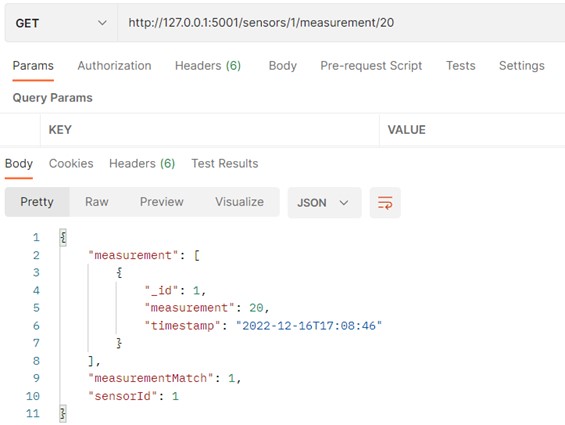 GET http://127.0.0.1:5001/sensors/1/measurement/20
Params Authorization Headers (6) Body Pre-request Script Tests Settings
Query Params
KEY VALUE
Body Cookies Headers (6) Test Results
Pretty Raw Preview Visualize JSON
1 {
2 "measurement": [
3 {
4 "_id": 1,
5 "measurement": 20,
6 "timestamp": "2022-12-16T17:08:46"
7 }
8 ],
9 "measurementMatch": 1,
10 "sensorId": 1
11 }